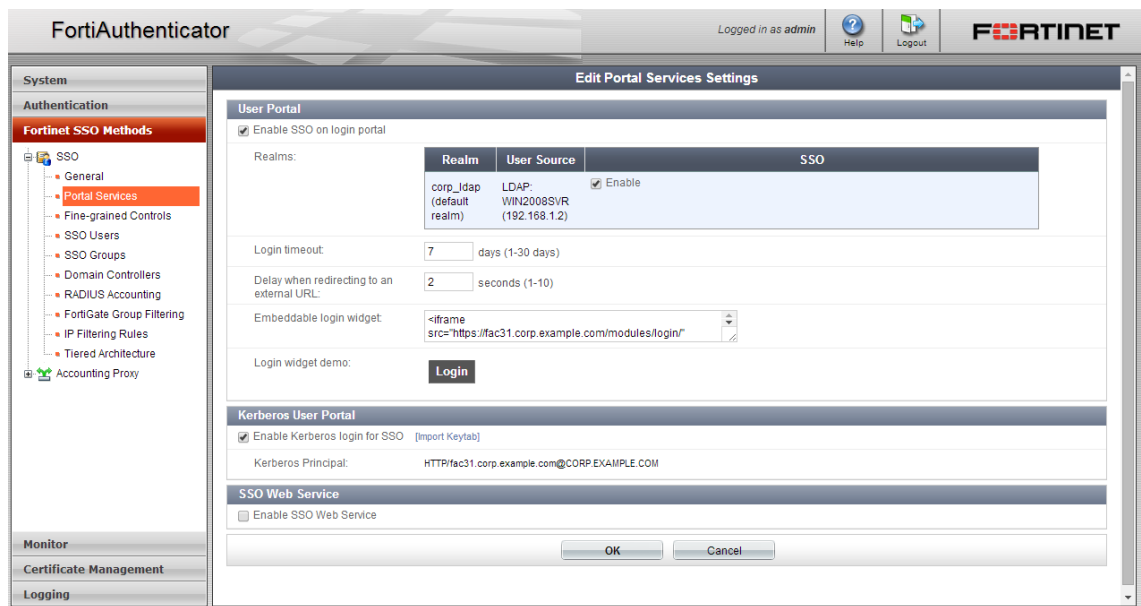 FortiAuthenticator
Logged in as admin
Help
Logout
FORTINET
System
Authentication
Fortinet SSO Methods
SSO
General
Portal Services
Fine-grained Controls
SSO Users
SSO Groups
Domain Controllers
RADIUS Accounting
FortiGate Group Filtering
IP Filtering Rules
Tiered Architecture
Accounting Proxy
Monitor
Certificate Management
Logging
Edit Portal Services Settings
User Portal
Enable SSO on login portal
Realms:
Realm User Source SSO
corp_ldap (default realm) LDAP: WIN2008SVR (192.168.1.2) Enable
Login timeout: 7 days (1-30 days)
Delay when redirecting to an external URL: 2 seconds (1-10)
Embeddable login widget:
<iframe
src="https://fac31.corp.example.com/modules/login/"
Login widget demo: Login
Kerberos User Portal
Enable Kerberos login for SSO [Import Keytab]
Kerberos Principal: HTTP/fac31.corp.example.com@CORP.EXAMPLE.COM
SSO Web Service
Enable SSO Web Service
OK Cancel